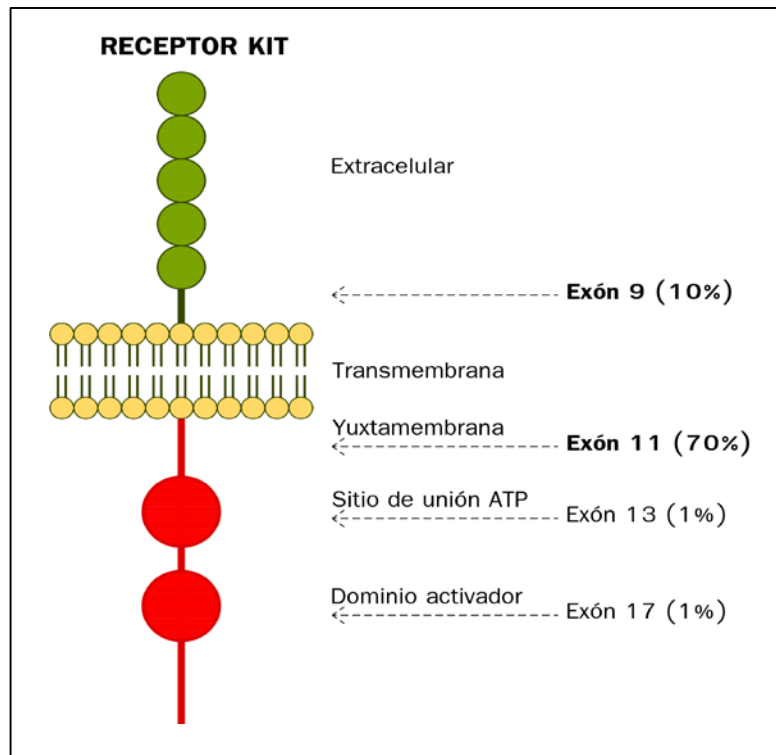 RECEPTOR KIT
Extracelular
Exón 9 (10%)
Transmembrana
Yuxtamembrana
Exón 11 (70%)
Sitio de unión ATP
Exón 13 (1%)
Dominio activador
Exón 17 (1%)